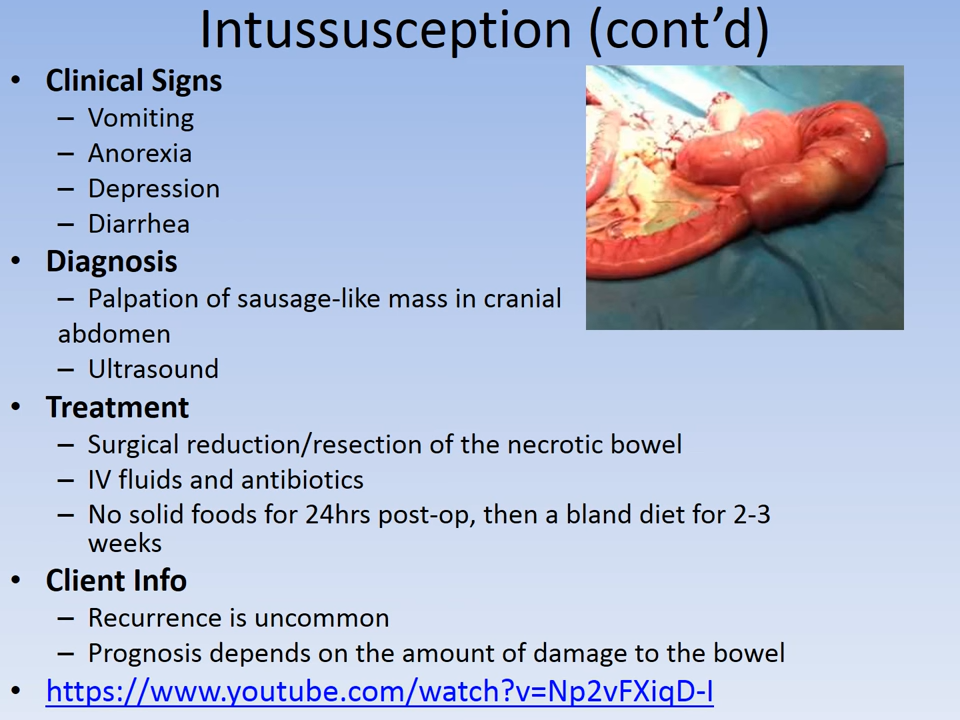 Intussusception (cont’d)
• Clinical Signs
– Vomiting
– Anorexia
– Depression
– Diarrhea
• Diagnosis
– Palpation of sausage-like mass in cranial
abdomen
– Ultrasound
• Treatment
– Surgical reduction/resection of the necrotic bowel
– IV fluids and antibiotics
– No solid foods for 24hrs post-op, then a bland diet for 2-3
weeks
• Client Info
– Recurrence is uncommon
– Prognosis depends on the amount of damage to the bowel
• https://www.youtube.com/watch?v=Np2vFXiqD-I